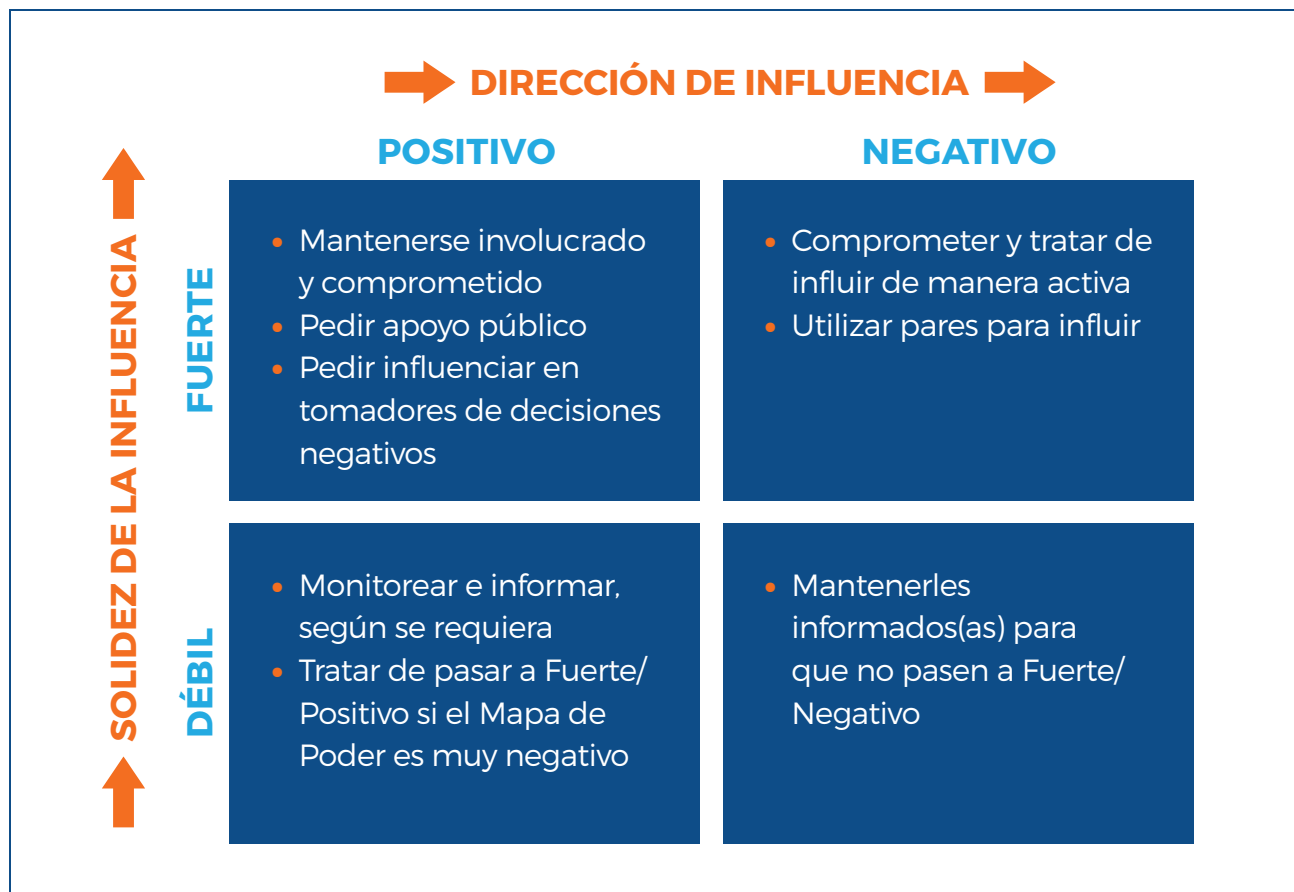 DIRECCIÓN DE INFLUENCIA
POSITIVO
NEGATIVO
SOLIDEZ DE LA INFLUENCIA
FUERTE
• Mantenerse involucrado
y comprometido
• Pedir apoyo público
• Pedir influenciar en
tomadores de decisiones
negativos
• Comprometer y tratar de
influir de manera activa
• Utilizar pares para influir
DÉBIL
• Monitorear e informar,
según se requiera
• Tratar de pasar a Fuerte/
Positivo si el Mapa de
Poder es muy negativo
• Mantenerles
informados(as) para
que no pasen a Fuerte/
Negativo